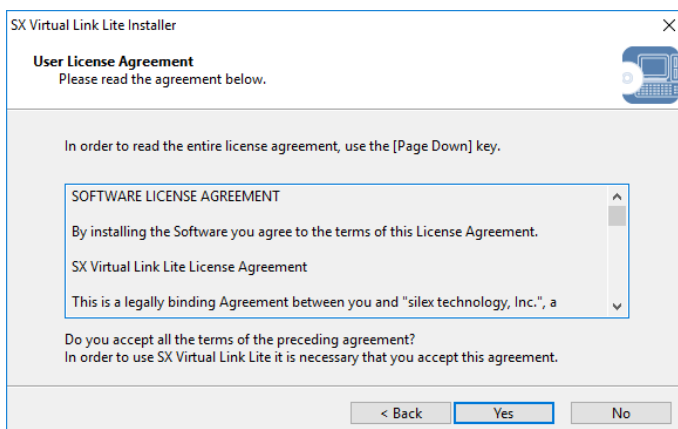 SX Virtual Link Lite Installer
User License Agreement
Please read the agreement below.
In order to read the entire license agreement, use the [Page Down] key.
SOFTWARE LICENSE AGREEMENT
By installing the Software you agree to the terms of this License Agreement.
SX Virtual Link Lite License Agreement
This is a legally binding Agreement between you and "silex technology, Inc.", a
Do you accept all the terms of the preceding agreement?
In order to use SX Virtual Link Lite it is necessary that you accept this agreement.
< Back Yes No